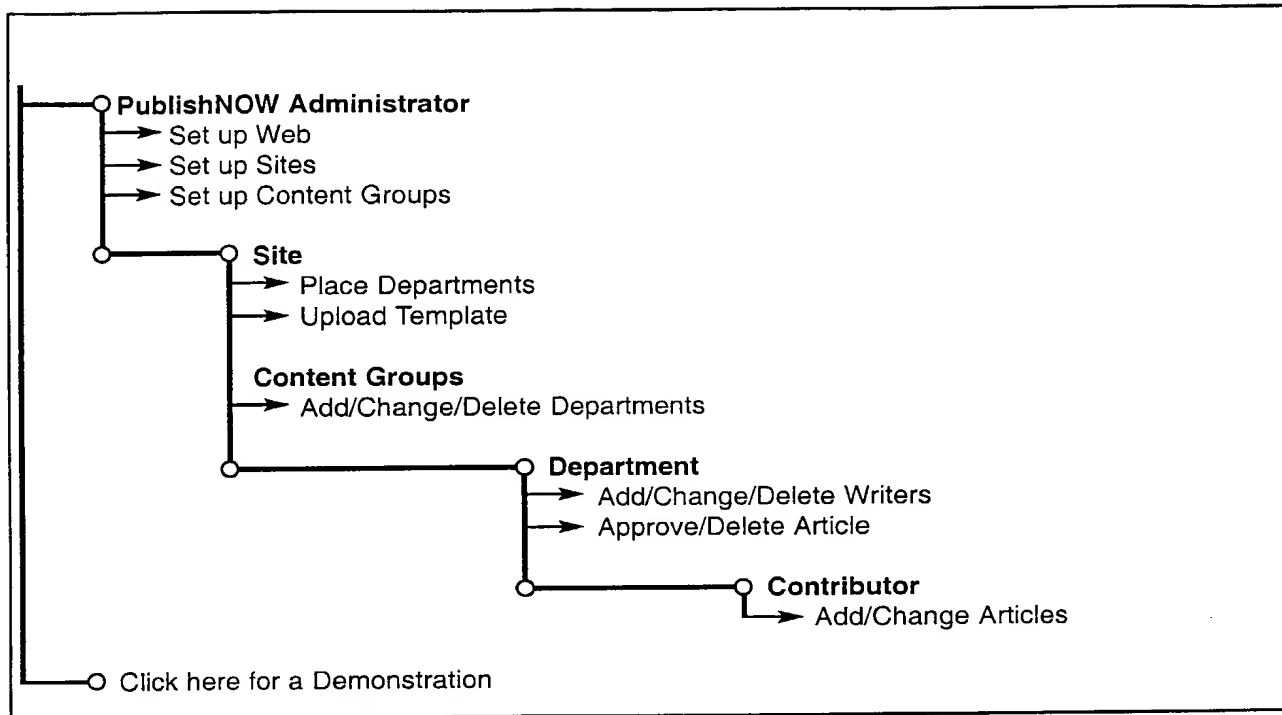 PublishNOW Administrator
Set up Web
Set up Sites
Set up Content Groups
Site
Place Departments
Upload Template
Content Groups
Add/Change/Delete Departments
Department
Add/Change/Delete Writers
Approve/Delete Article
Contributor
Add/Change Articles
Click here for a Demonstration